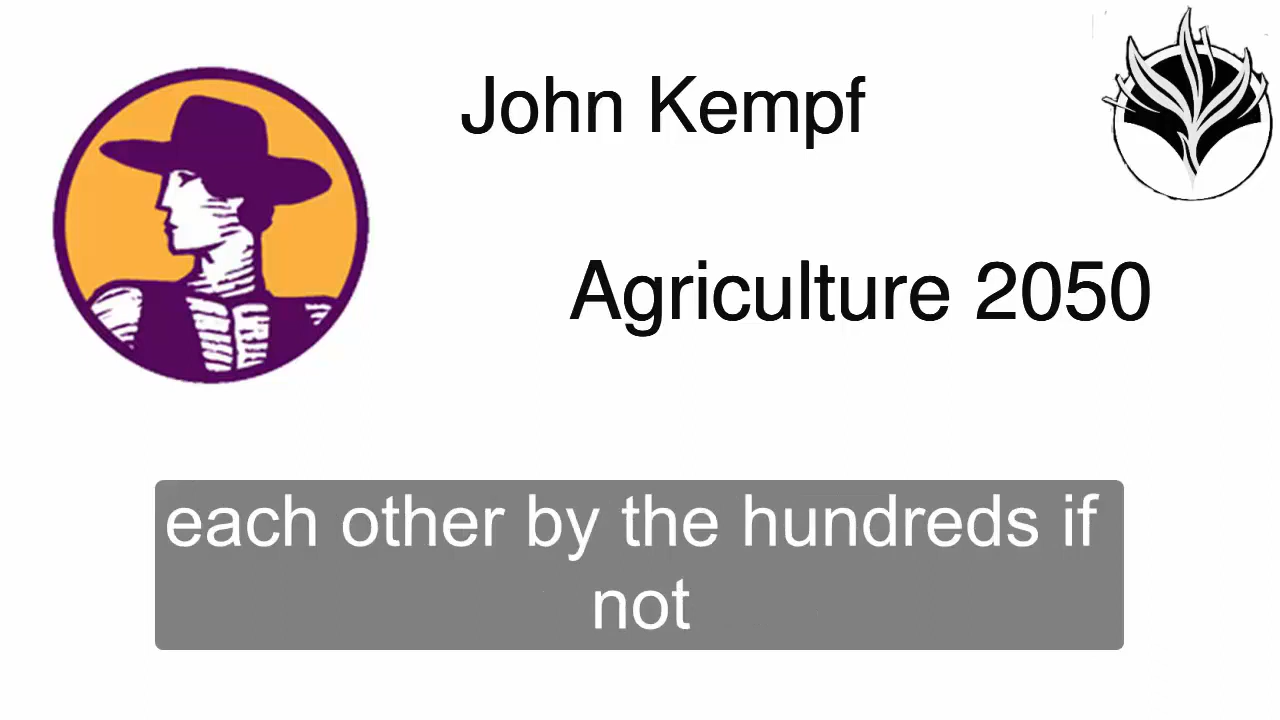 John Kempf
Agriculture 2050
each other by the hundreds if
not